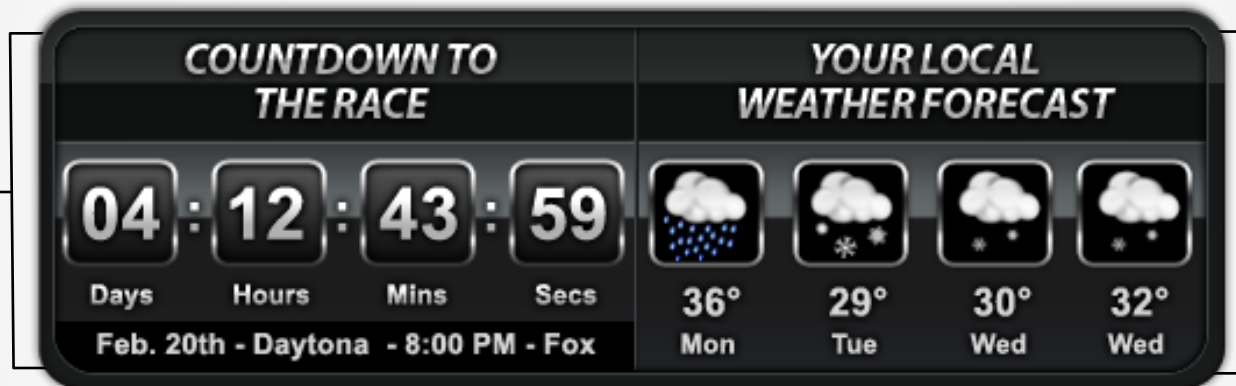 COUNTDOWN TO
THE RACE
04 : 12 : 43 : 59
Days Hours Mins Secs
Feb. 20th - Daytona - 8:00 PM - Fox
YOUR LOCAL
WEATHER FORECAST
36° 29° 30° 32°
Mon Tue Wed Wed